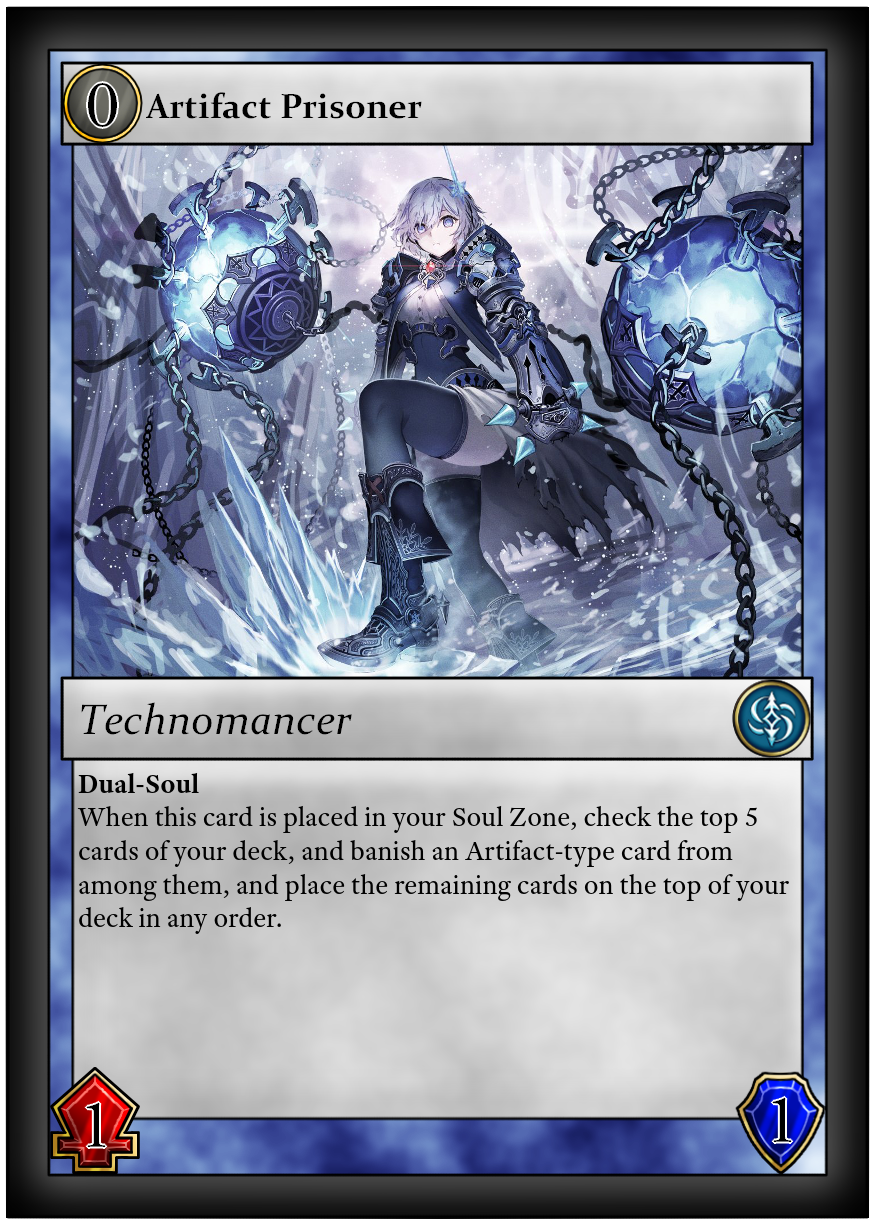 0 Artifact Prisoner
Technomancer
Dual-Soul
When this card is placed in your Soul Zone, check the top 5
cards of your deck, and banish an Artifact-type card from
among them, and place the remaining cards on the top of your
deck in any order.
1 1